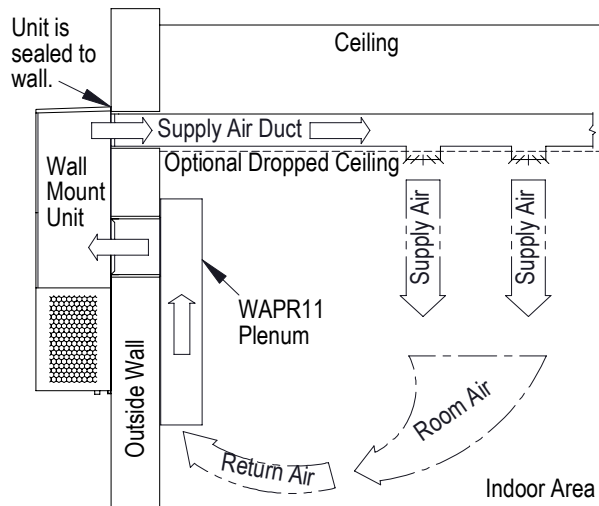 Unit is
sealed to
wall.
Ceiling
Supply Air Duct
Optional Dropped Ceiling
Wall
Mount
Unit
Supply Air
Supply Air
WAPR11
Plenum
Outside Wall
Room Air
Return Air
Indoor Area